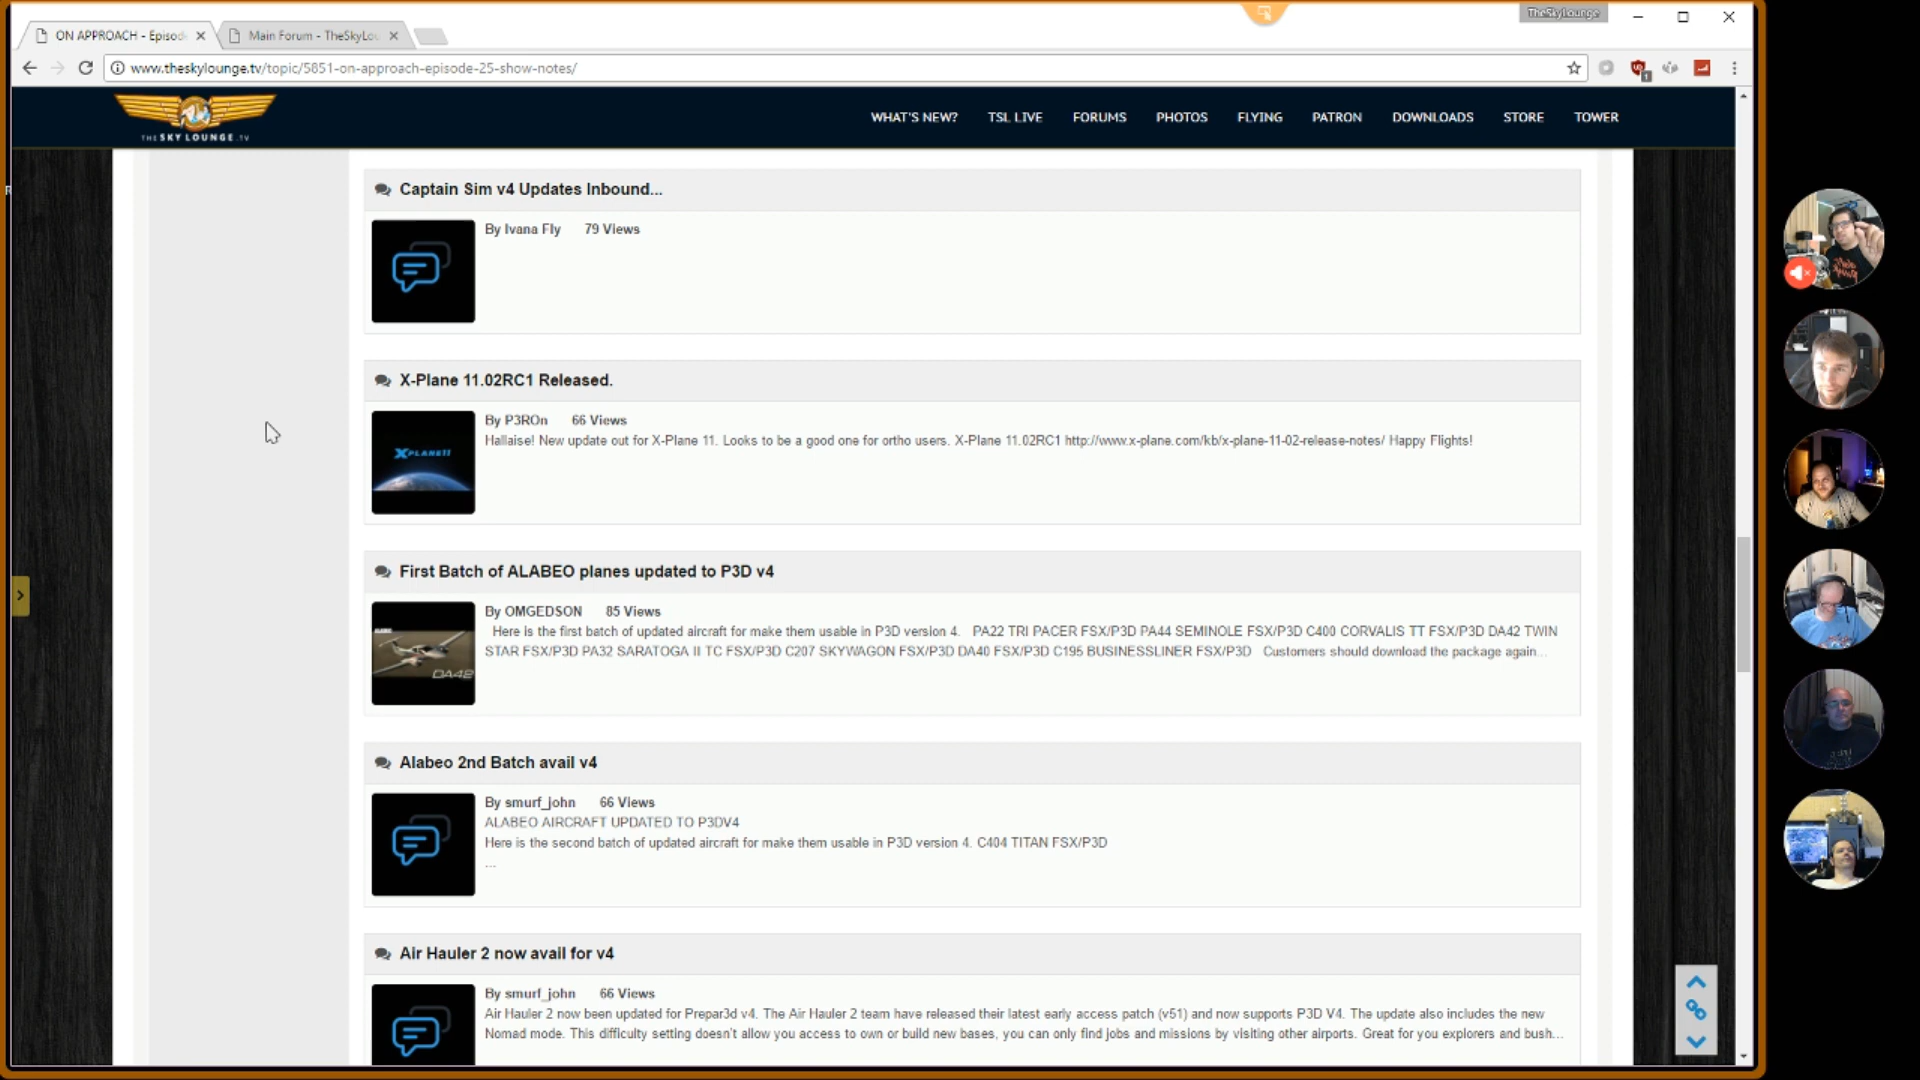 TheSkyLounge
ON APPROACH - Episod
Main Forum - TheSkyLou
www.theskylounge.tv/topic/5851-on-approach-episode-25-show-notes/
THE SKY LOUNGE .TV
WHAT'S NEW? TSL LIVE FORUMS PHOTOS FLYING PATRON DOWNLOADS STORE TOWER
Captain Sim v4 Updates Inbound...
By Ivana Fly 79 Views
X-Plane 11.02RC1 Released.
XPLANE11
By P3ROn 66 Views
Hallaise! New update out for X-Plane 11. Looks to be a good one for ortho users. X-Plane 11.02RC1 http://www.x-plane.com/kb/x-plane-11-02-release-notes/ Happy Flights!
First Batch of ALABEO planes updated to P3D v4
DA42
By OMGEDSON 85 Views
Here is the first batch of updated aircraft for make them usable in P3D version 4. PA22 TRI PACER FSX/P3D PA44 SEMINOLE FSX/P3D C400 CORVALIS TT FSX/P3D DA42 TWIN
STAR FSX/P3D PA32 SARATOGA II TC FSX/P3D C207 SKYWAGON FSX/P3D DA40 FSX/P3D C195 BUSINESSLINER FSX/P3D Customers should download the package again...
Alabeo 2nd Batch avail v4
By smurf_john 66 Views
ALABEO AIRCRAFT UPDATED TO P3DV4
Here is the second batch of updated aircraft for make them usable in P3D version 4. C404 TITAN FSX/P3D
...
Air Hauler 2 now avail for v4
By smurf_john 66 Views
Air Hauler 2 now been updated for Prepar3d v4. The Air Hauler 2 team have released their latest early access patch (v51) and now supports P3D V4. The update also includes the new
Nomad mode. This difficulty setting doesn't allow you access to own or build new bases, you can only find jobs and missions by visiting other airports. Great for you explorers and bush...